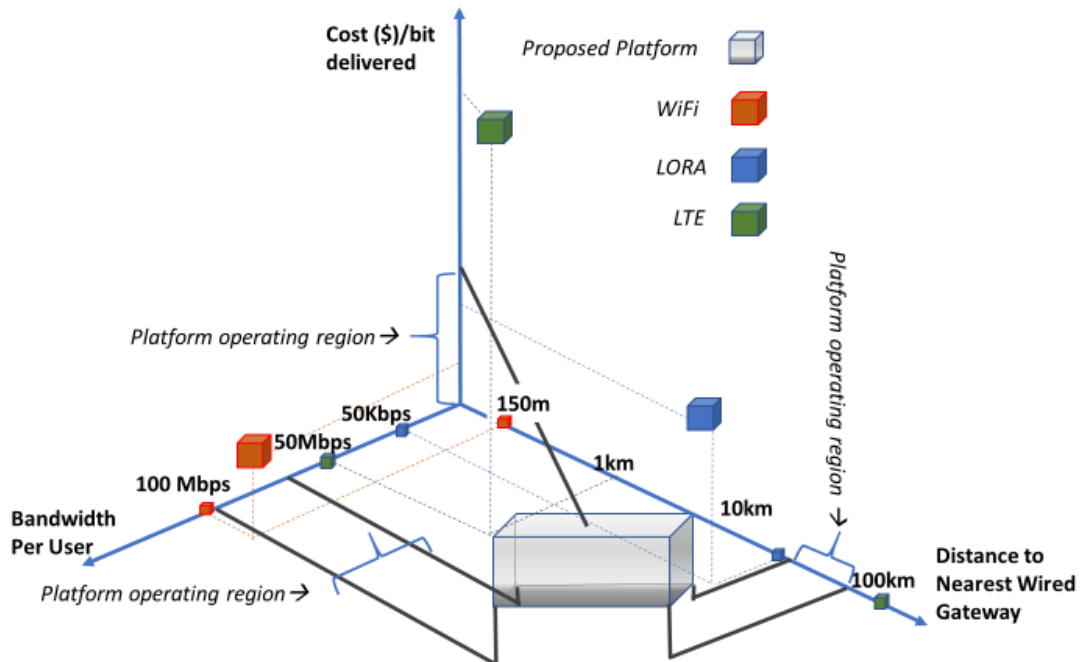 Cost ($)/bit
delivered
Proposed Platform
WiFi
LORA
LTE
Platform operating region →
Platform operating region →
150m
50Kbps
50Mbps
1km
100 Mbps
10km
Bandwidth
Per User
Platform operating region →
100km
Distance to
Nearest Wired
Gateway